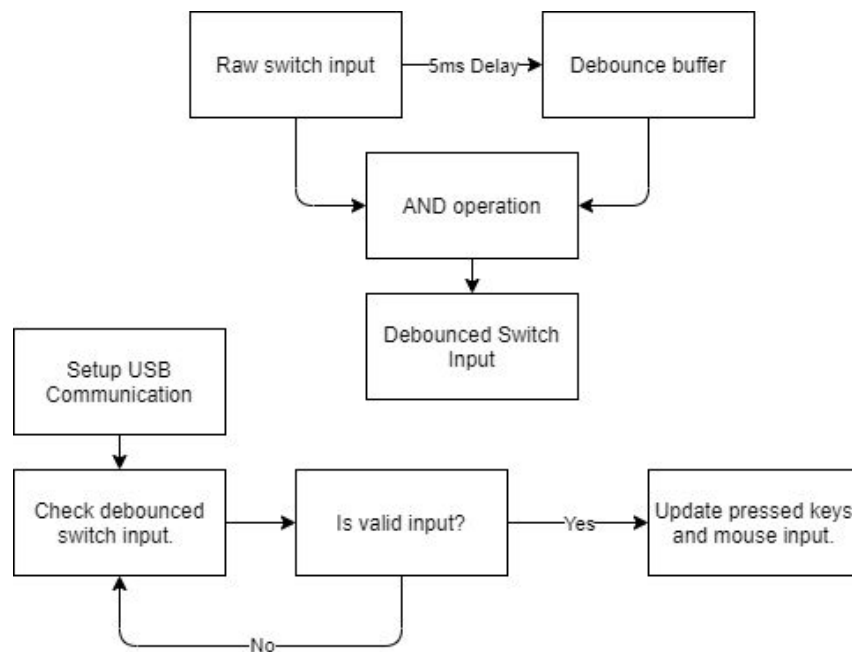 Raw switch input
5ms Delay
Debounce buffer
AND operation
Debounced Switch
Input
Setup USB
Communication
Check debounced
switch input.
Is valid input?
Yes
Update pressed keys
and mouse input.
No